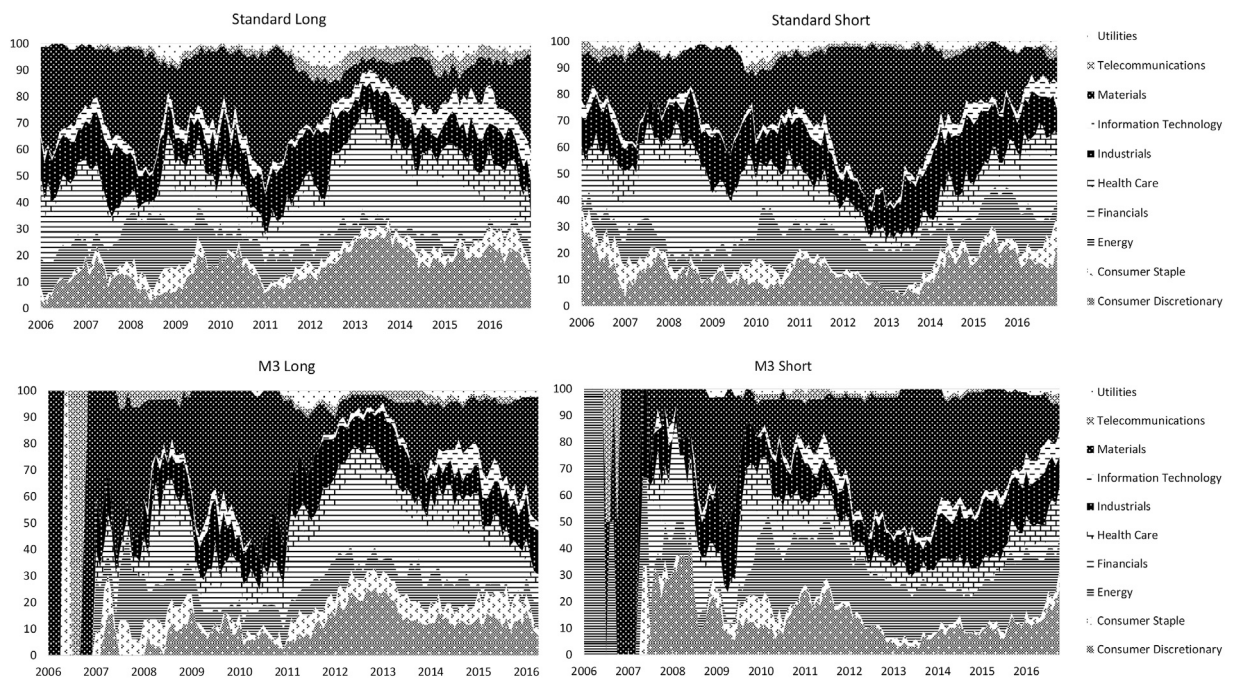 Standard Long
100
90
80
70
60
50
40
30
20
10
0
2006 2007 2008 2009 2010 2011 2012 2013 2014 2015 2016
Standard Short
100
90
80
70
60
50
40
30
20
10
0
2006 2007 2008 2009 2010 2011 2012 2013 2014 2015 2016
Utilities
Telecommunications
Materials
Information Technology
Industrials
Health Care
Financials
Energy
Consumer Staple
Consumer Discretionary
M3 Long
100
90
80
70
60
50
40
30
20
10
0
2006 2007 2008 2009 2010 2011 2012 2013 2014 2015 2016
M3 Short
100
90
80
70
60
50
40
30
20
10
0
2006 2007 2008 2009 2010 2011 2012 2013 2014 2015 2016
Utilities
Telecommunications
Materials
Information Technology
Industrials
Health Care
Financials
Energy
Consumer Staple
Consumer Discretionary